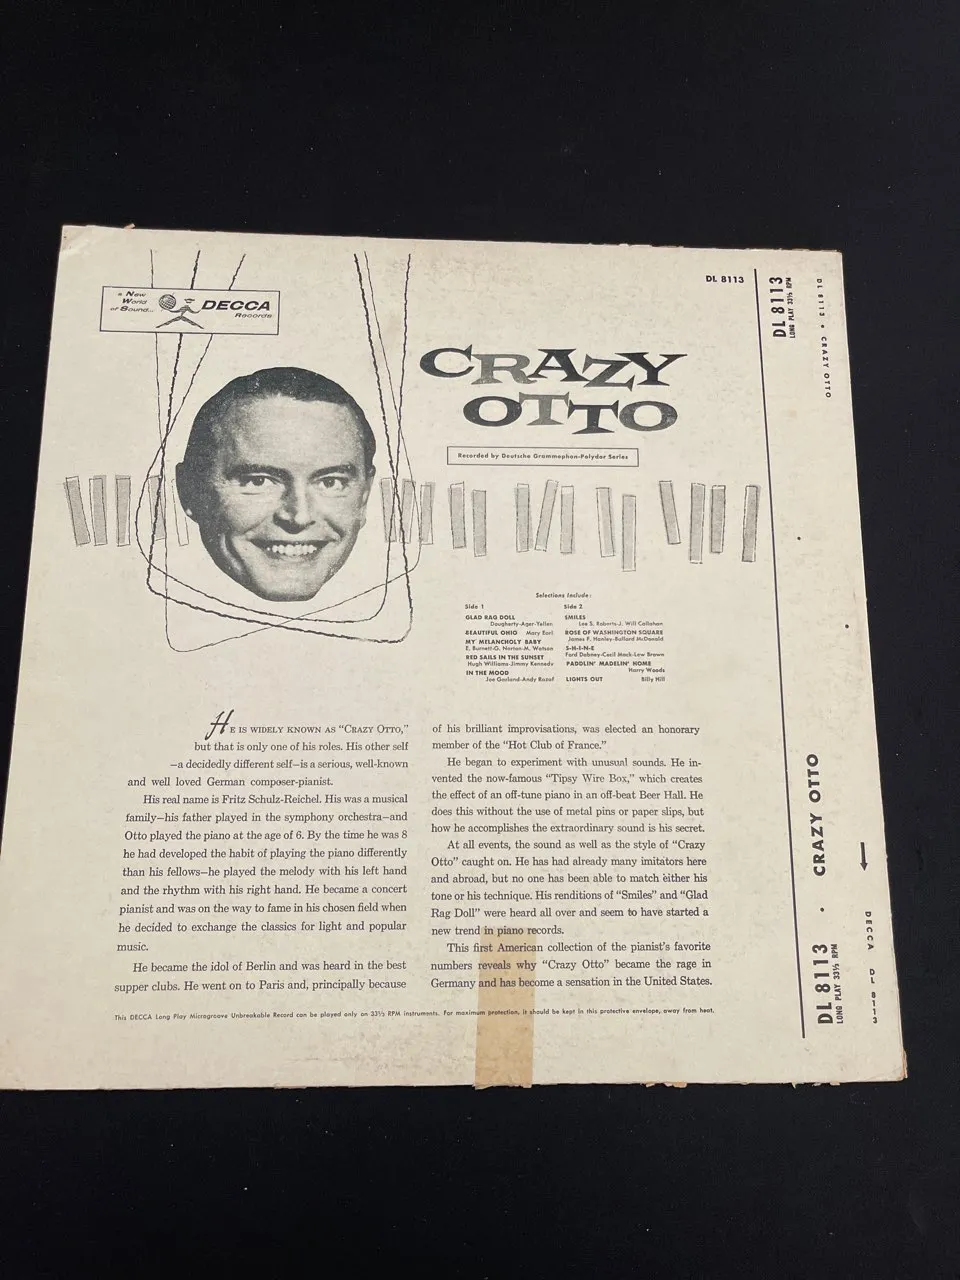 a New
World
of Sound...
DECCA
Records
DL 8113
CRAZY
OTTO
Recorded by Deutsche Grammophon-Polydor Series
Selections Include:
Side 1
GLAD RAG DOLL
Dougherty-Ager-Yellen
BEAUTIFUL OHIO Mary Earl
MY MELANCHOLY BABY
E. Burnett-G. Norton-M. Watson
RED SAILS IN THE SUNSET
Hugh Williams-Jimmy Kennedy
IN THE MOOD
Joe Garland-Andy Razaf
Side 2
SMILES
Lee S. Roberts-J. Will Callahan
ROSE OF WASHINGTON SQUARE
James F. Hanley-Ballard McDonald
S-H-I-N-E
Ford Dabney-Cecil Mack-Lew Brown
PADDLIN' MADELIN' HOME
Harry Woods
LIGHTS OUT Billy Hill
HE IS WIDELY KNOWN AS "CRAZY OTTO,"
but that is only one of his roles. His other self
—a decidedly different self—is a serious, well-known
and well loved German composer-pianist.
His real name is Fritz Schulz-Reichel. His was a musical
family—his father played in the symphony orchestra—and
Otto played the piano at the age of 6. By the time he was 8
he had developed the habit of playing the piano differently
than his fellows—he played the melody with his left hand
and the rhythm with his right hand. He became a concert
pianist and was on the way to fame in his chosen field when
he decided to exchange the classics for light and popular
music.
He became the idol of Berlin and was heard in the best
supper clubs. He went on to Paris and, principally because
of his brilliant improvisations, was elected an honorary
member of the "Hot Club of France."
He began to experiment with unusual sounds. He in-
vented the now-famous "Tipsy Wire Box," which creates
the effect of an off-tune piano in an off-beat Beer Hall. He
does this without the use of metal pins or paper slips, but
how he accomplishes the extraordinary sound is his secret.
At all events, the sound as well as the style of "Crazy
Otto" caught on. He has had already many imitators here
and abroad, but no one has been able to match either his
tone or his technique. His renditions of "Smiles" and "Glad
Rag Doll" were heard all over and seem to have started a
new trend in piano records.
This first American collection of the pianist's favorite
numbers reveals why "Crazy Otto" became the rage in
Germany and has become a sensation in the United States.
This DECCA Long Play Microgroove Unbreakable Record can be played only on 33⅓ RPM instruments. For maximum protection, it should be kept in this protective envelope, away from heat.
DL 8113
LONG PLAY 33⅓ RPM
CRAZY OTTO
•
DL 8113
LONG PLAY 33⅓ RPM
DL 8113 • CRAZY OTTO
DECCA DL 8113